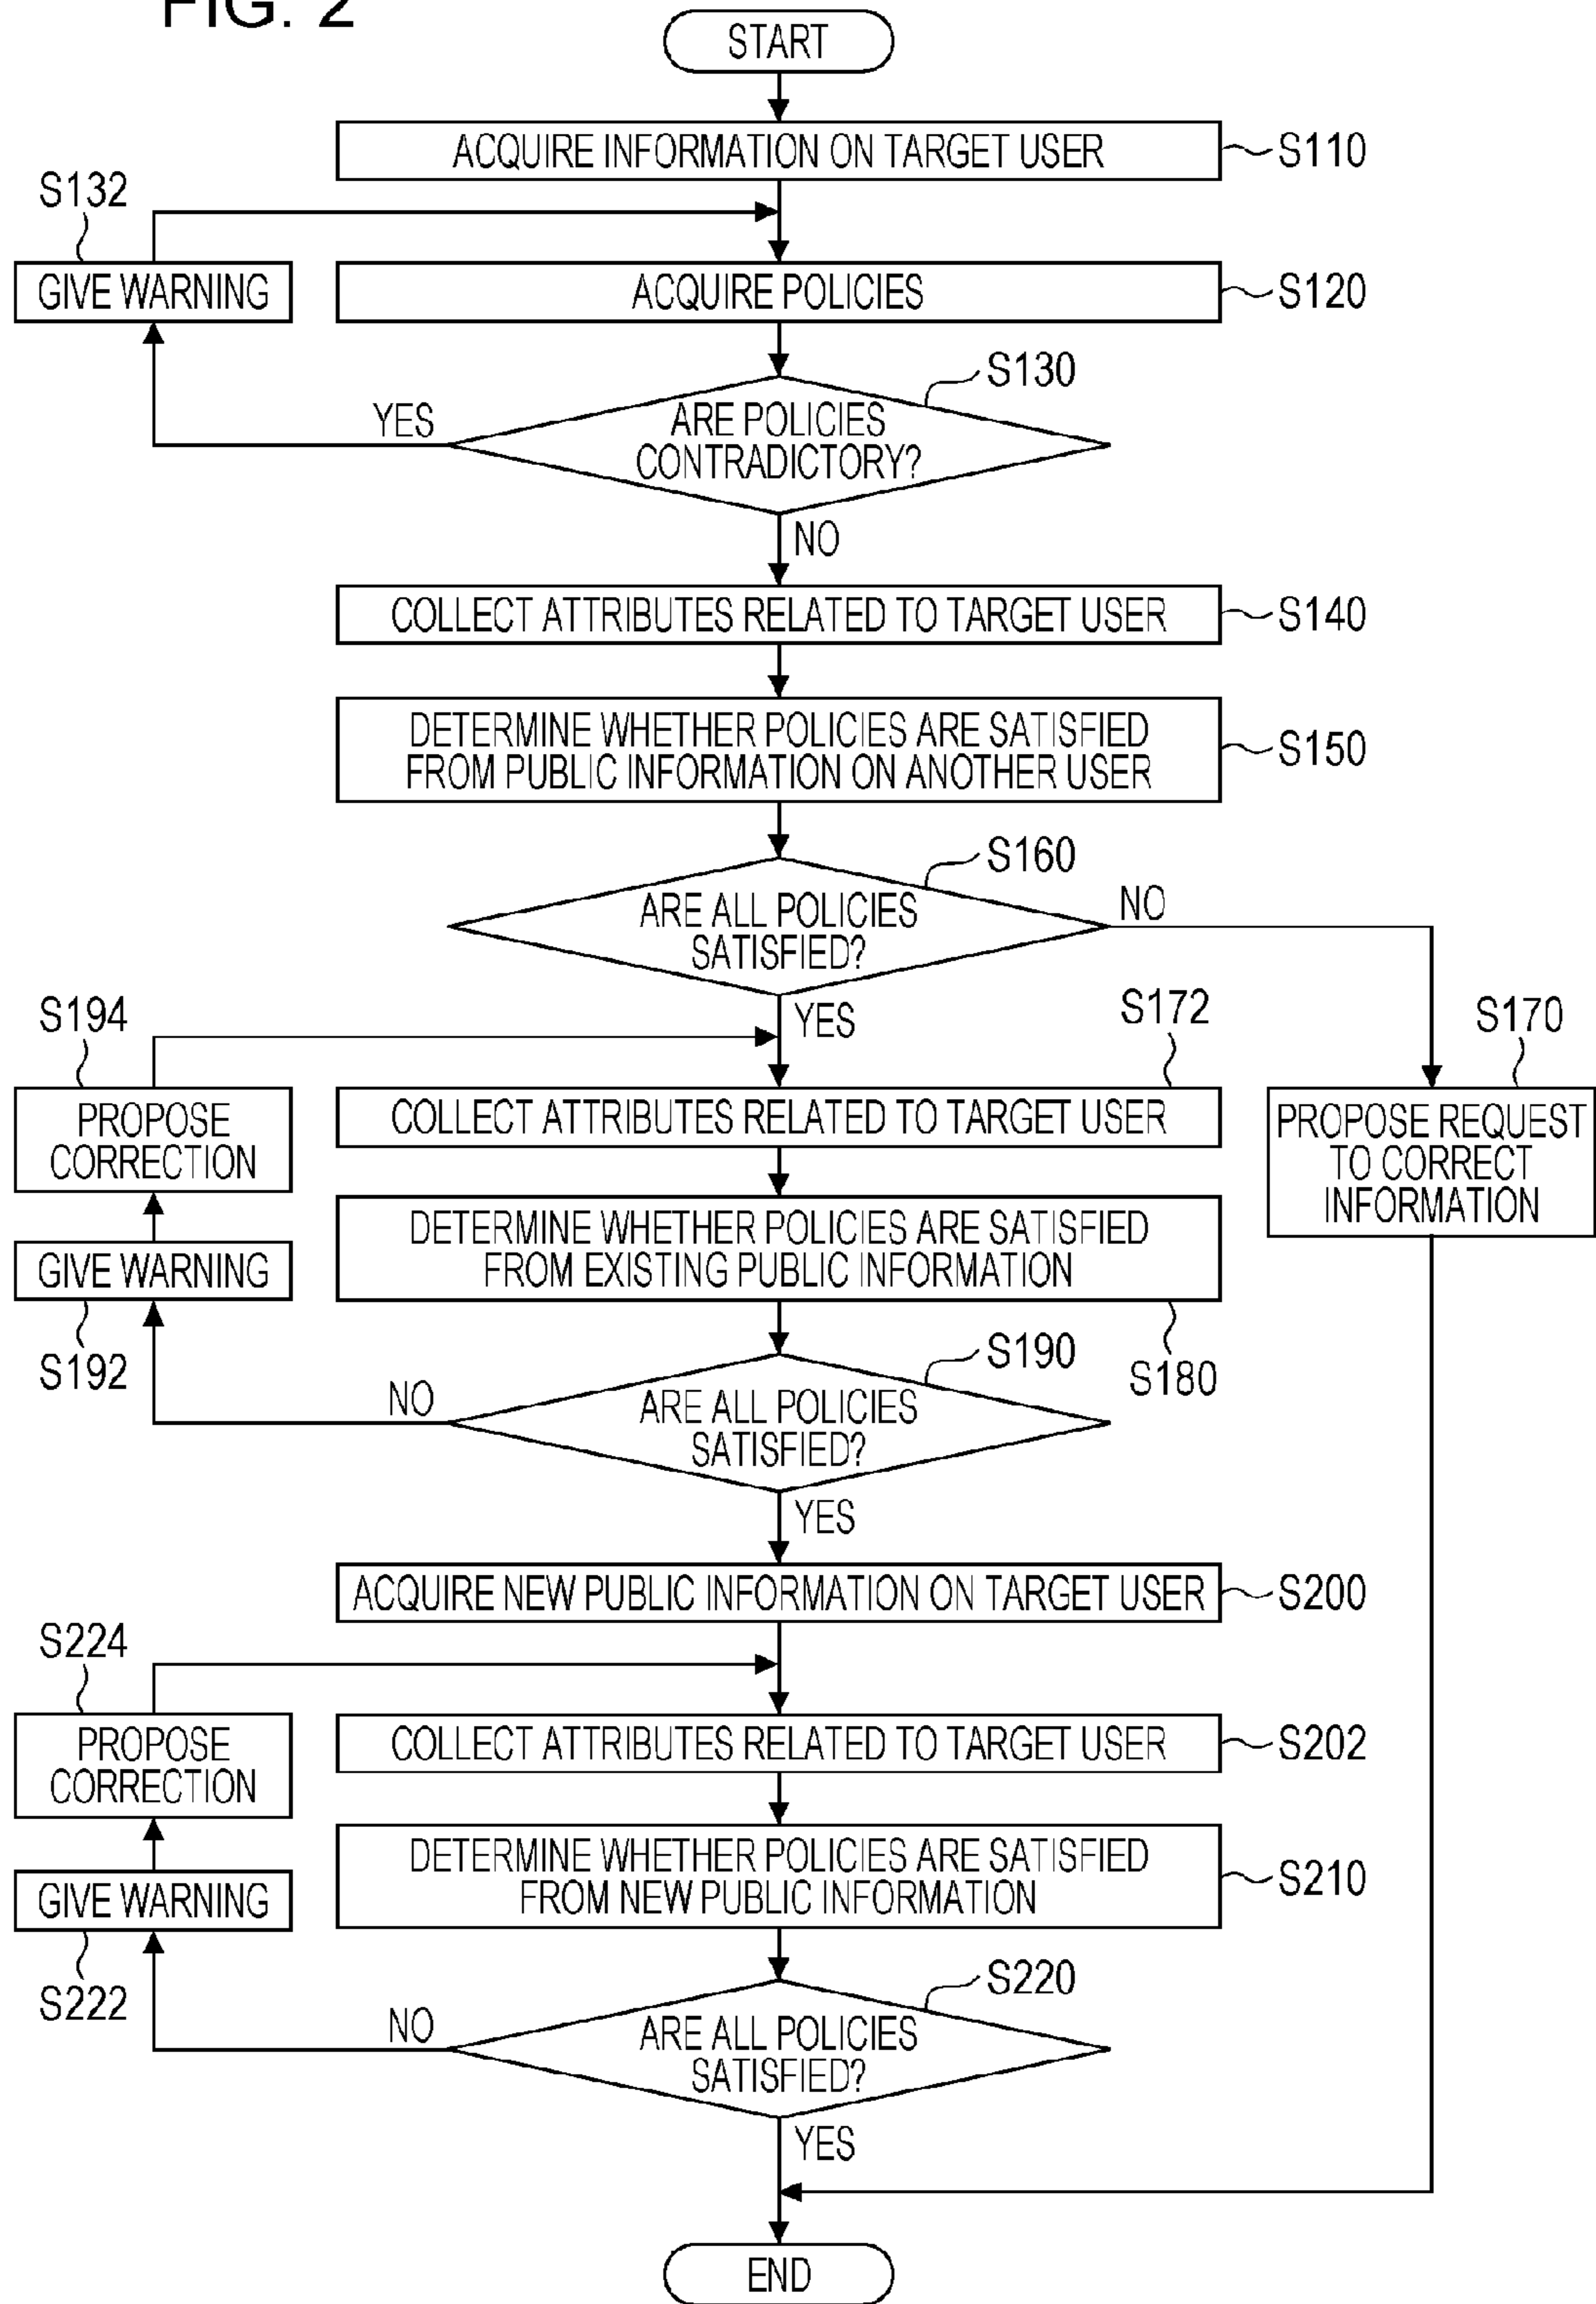 FIG. 2
START
ACQUIRE INFORMATION ON TARGET USER
S110
S132
GIVE WARNING
ACQUIRE POLICIES
S120
S130
YES
ARE POLICIES
CONTRADICTORY?
NO
COLLECT ATTRIBUTES RELATED TO TARGET USER
S140
DETERMINE WHETHER POLICIES ARE SATISFIED
FROM PUBLIC INFORMATION ON ANOTHER USER
S150
S160
ARE ALL POLICIES
SATISFIED?
NO
YES
S194
S172
S170
PROPOSE
CORRECTION
COLLECT ATTRIBUTES RELATED TO TARGET USER
PROPOSE REQUEST
TO CORRECT
INFORMATION
DETERMINE WHETHER POLICIES ARE SATISFIED
FROM EXISTING PUBLIC INFORMATION
GIVE WARNING
S192
S190
S180
NO
ARE ALL POLICIES
SATISFIED?
YES
ACQUIRE NEW PUBLIC INFORMATION ON TARGET USER
S200
S224
PROPOSE
CORRECTION
COLLECT ATTRIBUTES RELATED TO TARGET USER
S202
DETERMINE WHETHER POLICIES ARE SATISFIED
FROM NEW PUBLIC INFORMATION
S210
GIVE WARNING
S222
S220
NO
ARE ALL POLICIES
SATISFIED?
YES
END